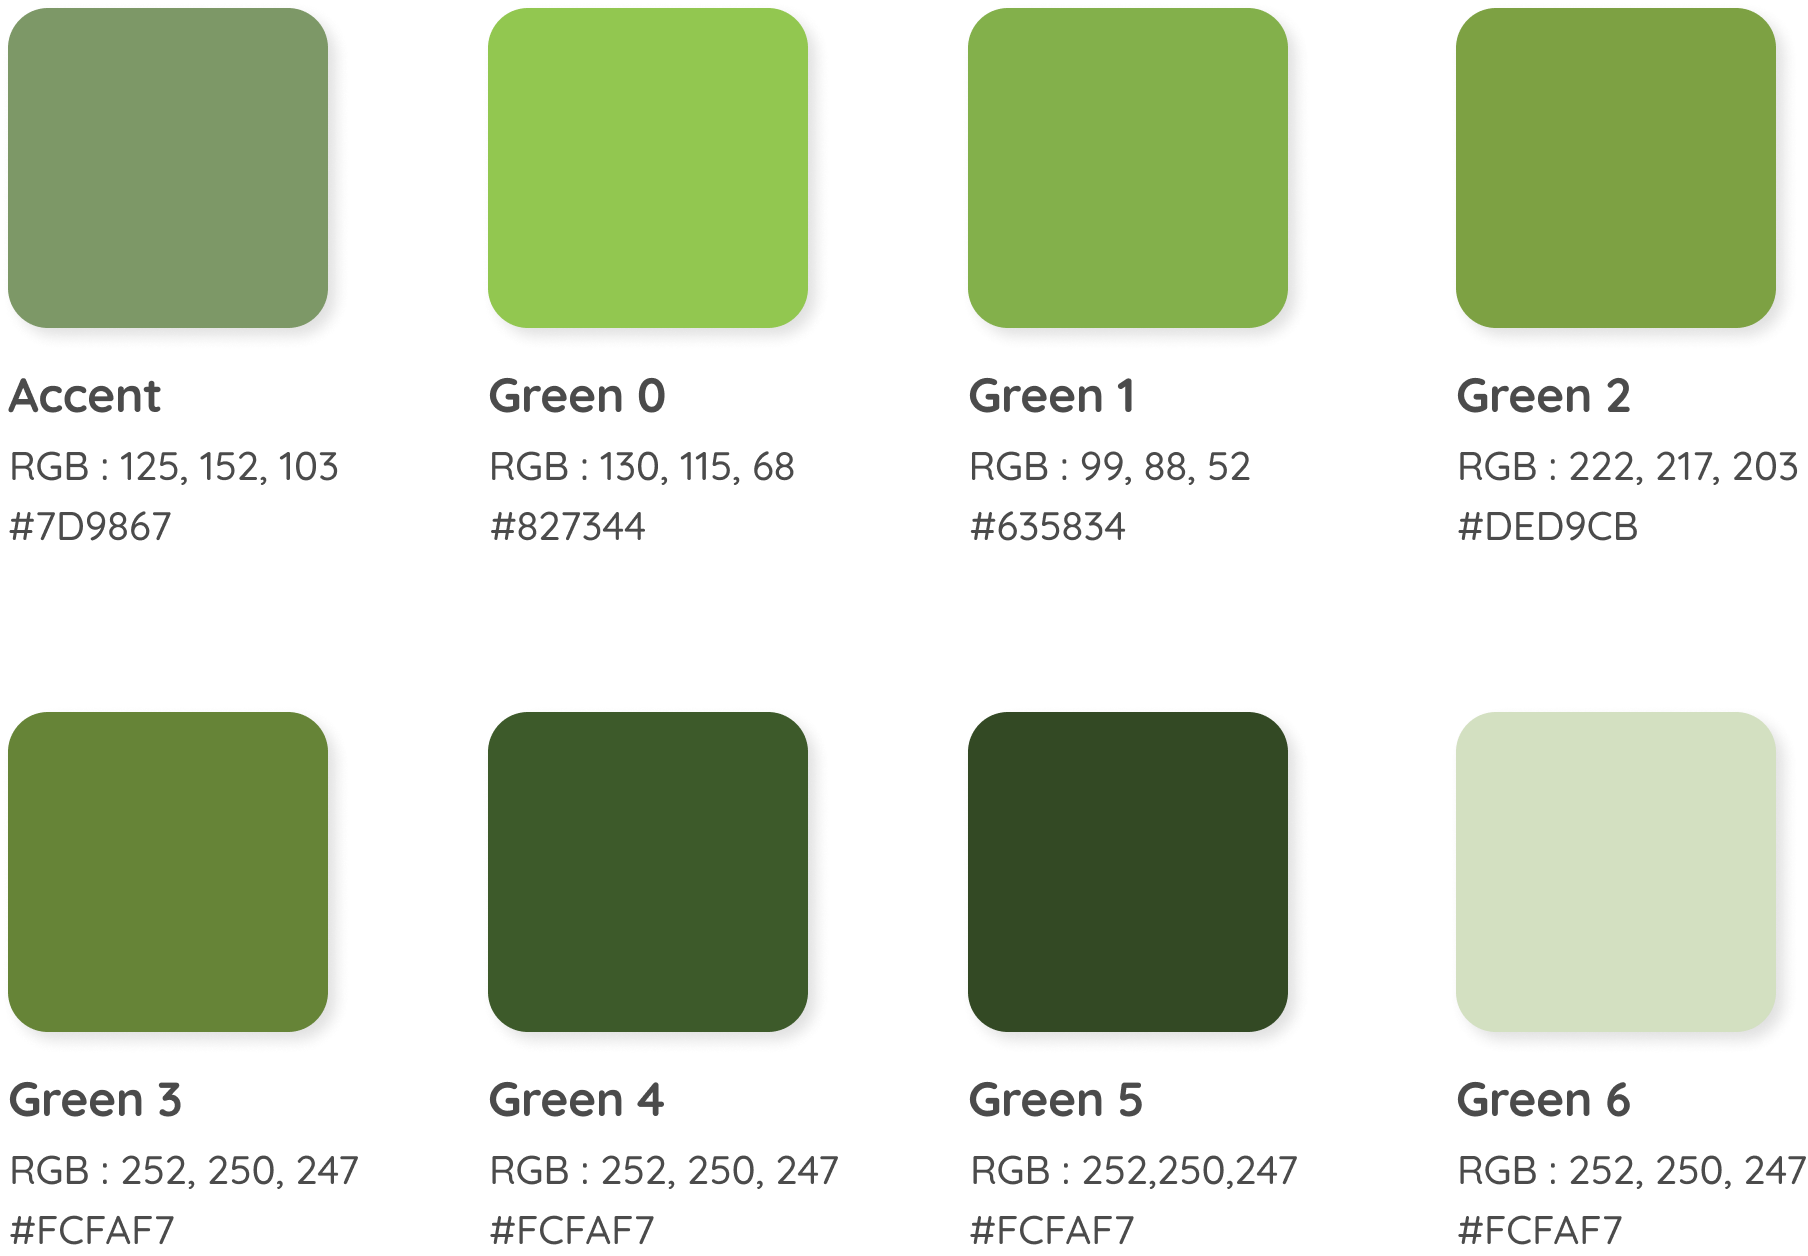 Accent
RGB : 125, 152, 103
#7D9867
Green 0
RGB : 130, 115, 68
#827344
Green 1
RGB : 99, 88, 52
#635834
Green 2
RGB : 222, 217, 203
#DED9CB
Green 3
RGB : 252, 250, 247
#FCFAF7
Green 4
RGB : 252, 250, 247
#FCFAF7
Green 5
RGB : 252,250,247
#FCFAF7
Green 6
RGB : 252, 250, 247
#FCFAF7